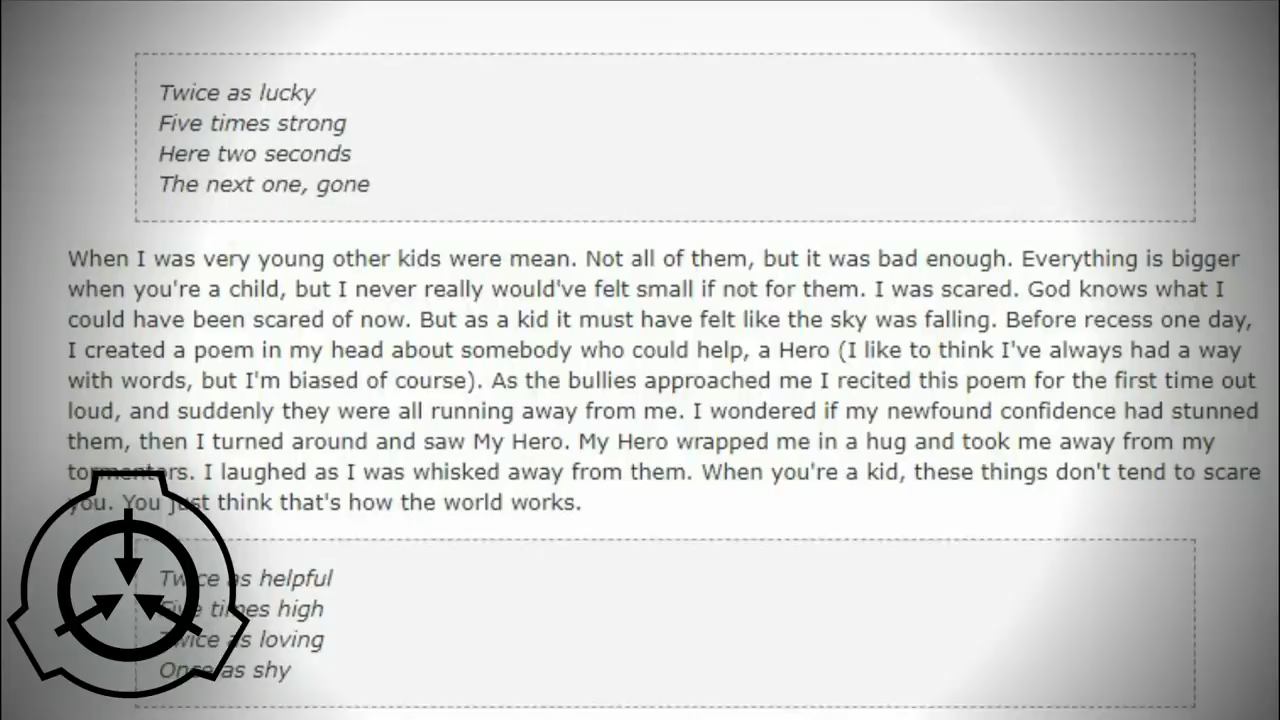 Twice as lucky
Five times strong
Here two seconds
The next one, gone
When I was very young other kids were mean. Not all of them, but it was bad enough. Everything is bigger
when you're a child, but I never really would've felt small if not for them. I was scared. God knows what I
could have been scared of now. But as a kid it must have felt like the sky was falling. Before recess one day,
I created a poem in my head about somebody who could help, a Hero (I like to think I've always had a way
with words, but I'm biased of course). As the bullies approached me I recited this poem for the first time out
loud, and suddenly they were all running away from me. I wondered if my newfound confidence had stunned
them, then I turned around and saw My Hero. My Hero wrapped me in a hug and took me away from my
tormentors. I laughed as I was whisked away from them. When you're a kid, these things don't tend to scare
you. You just think that's how the world works.
Twice as helpful
Five times high
Twice as loving
Once as shy